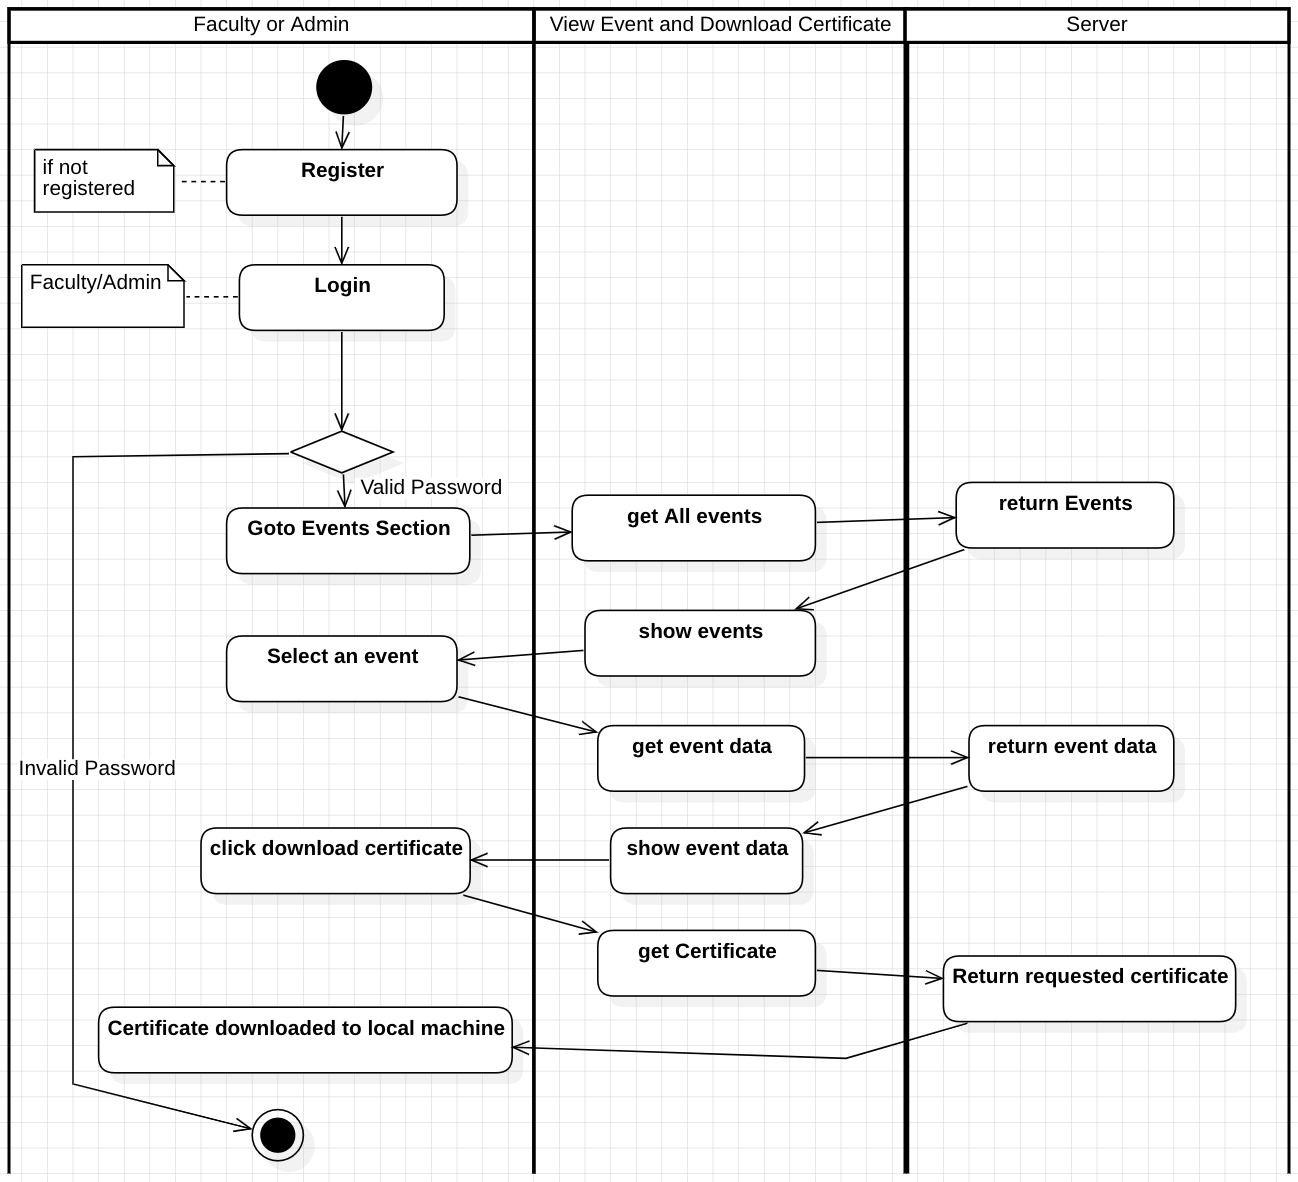 Faculty or Admin
View Event and Download Certificate
Server
if not
registered
Register
Faculty/Admin
Login
Valid Password
Goto Events Section
get All events
return Events
show events
Select an event
get event data
return event data
Invalid Password
click download certificate
show event data
get Certificate
Return requested certificate
Certificate downloaded to local machine